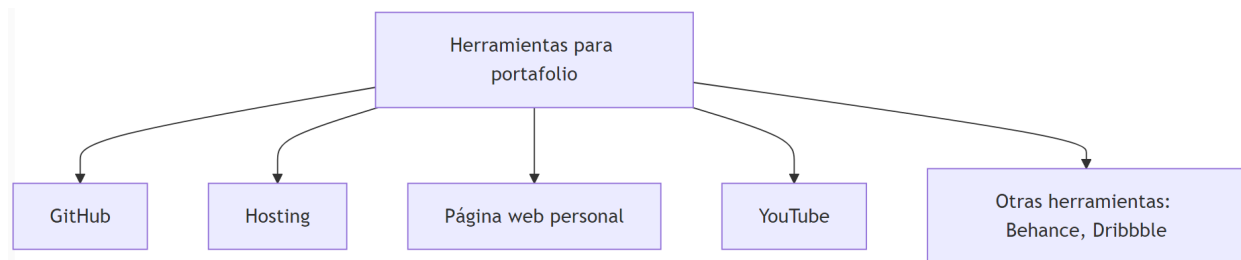 Herramientas para
portafolio
GitHub
Hosting
Página web personal
YouTube
Otras herramientas:
Behance, Dribbble